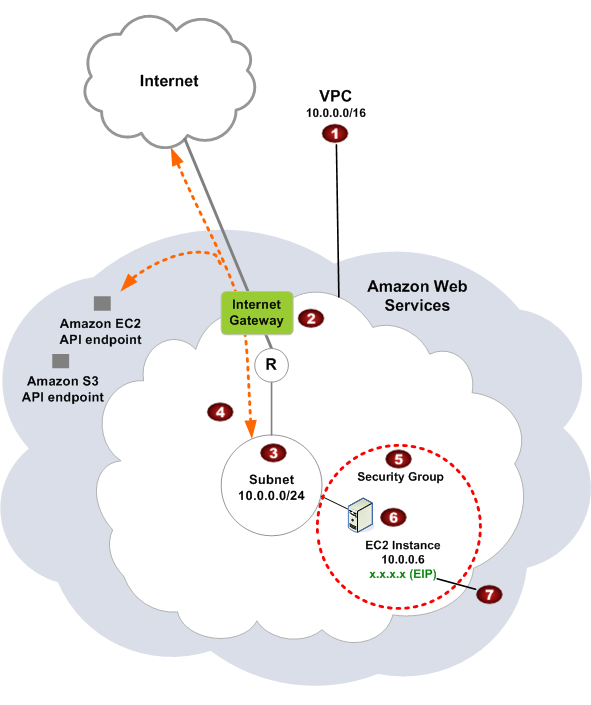 Internet
VPC
10.0.0.0/16
1
Amazon Web
Services
Internet
Gateway
2
Amazon EC2
API endpoint
R
Amazon S3
API endpoint
4
3
Subnet
10.0.0.0/24
5
Security Group
6
EC2 Instance
10.0.0.6
x.x.x.x (EIP)
7